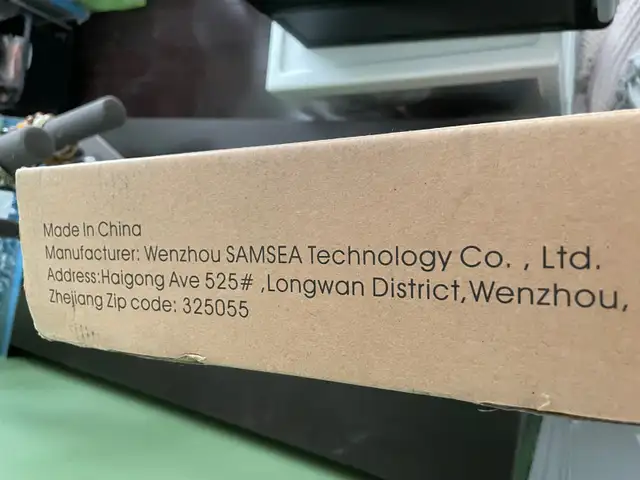 Made In China
Manufacturer: Wenzhou SAMSEA Technology Co. , Ltd.
Address:Haigong Ave 525# ,Longwan District,Wenzhou,
Zhejiang Zip code: 325055